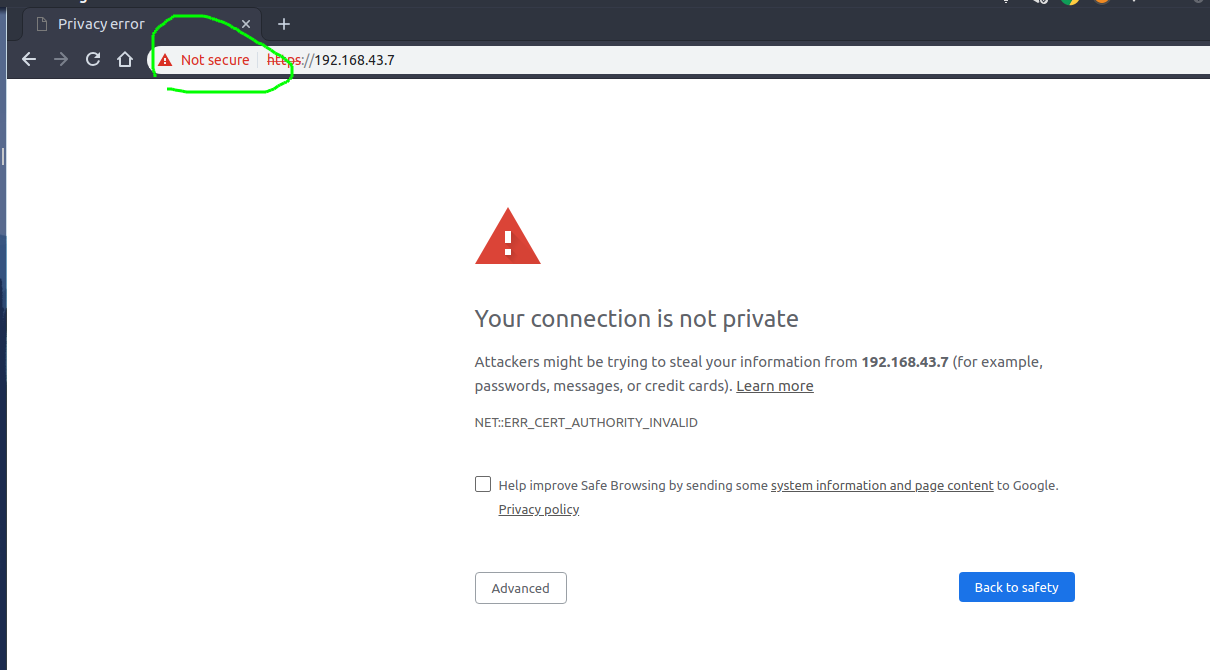 Privacy error
Not secure https://192.168.43.7
Your connection is not private
Attackers might be trying to steal your information from 192.168.43.7 (for example,
passwords, messages, or credit cards). Learn more
NET::ERR_CERT_AUTHORITY_INVALID
Help improve Safe Browsing by sending some system information and page content to Google.
Privacy policy
Advanced
Back to safety